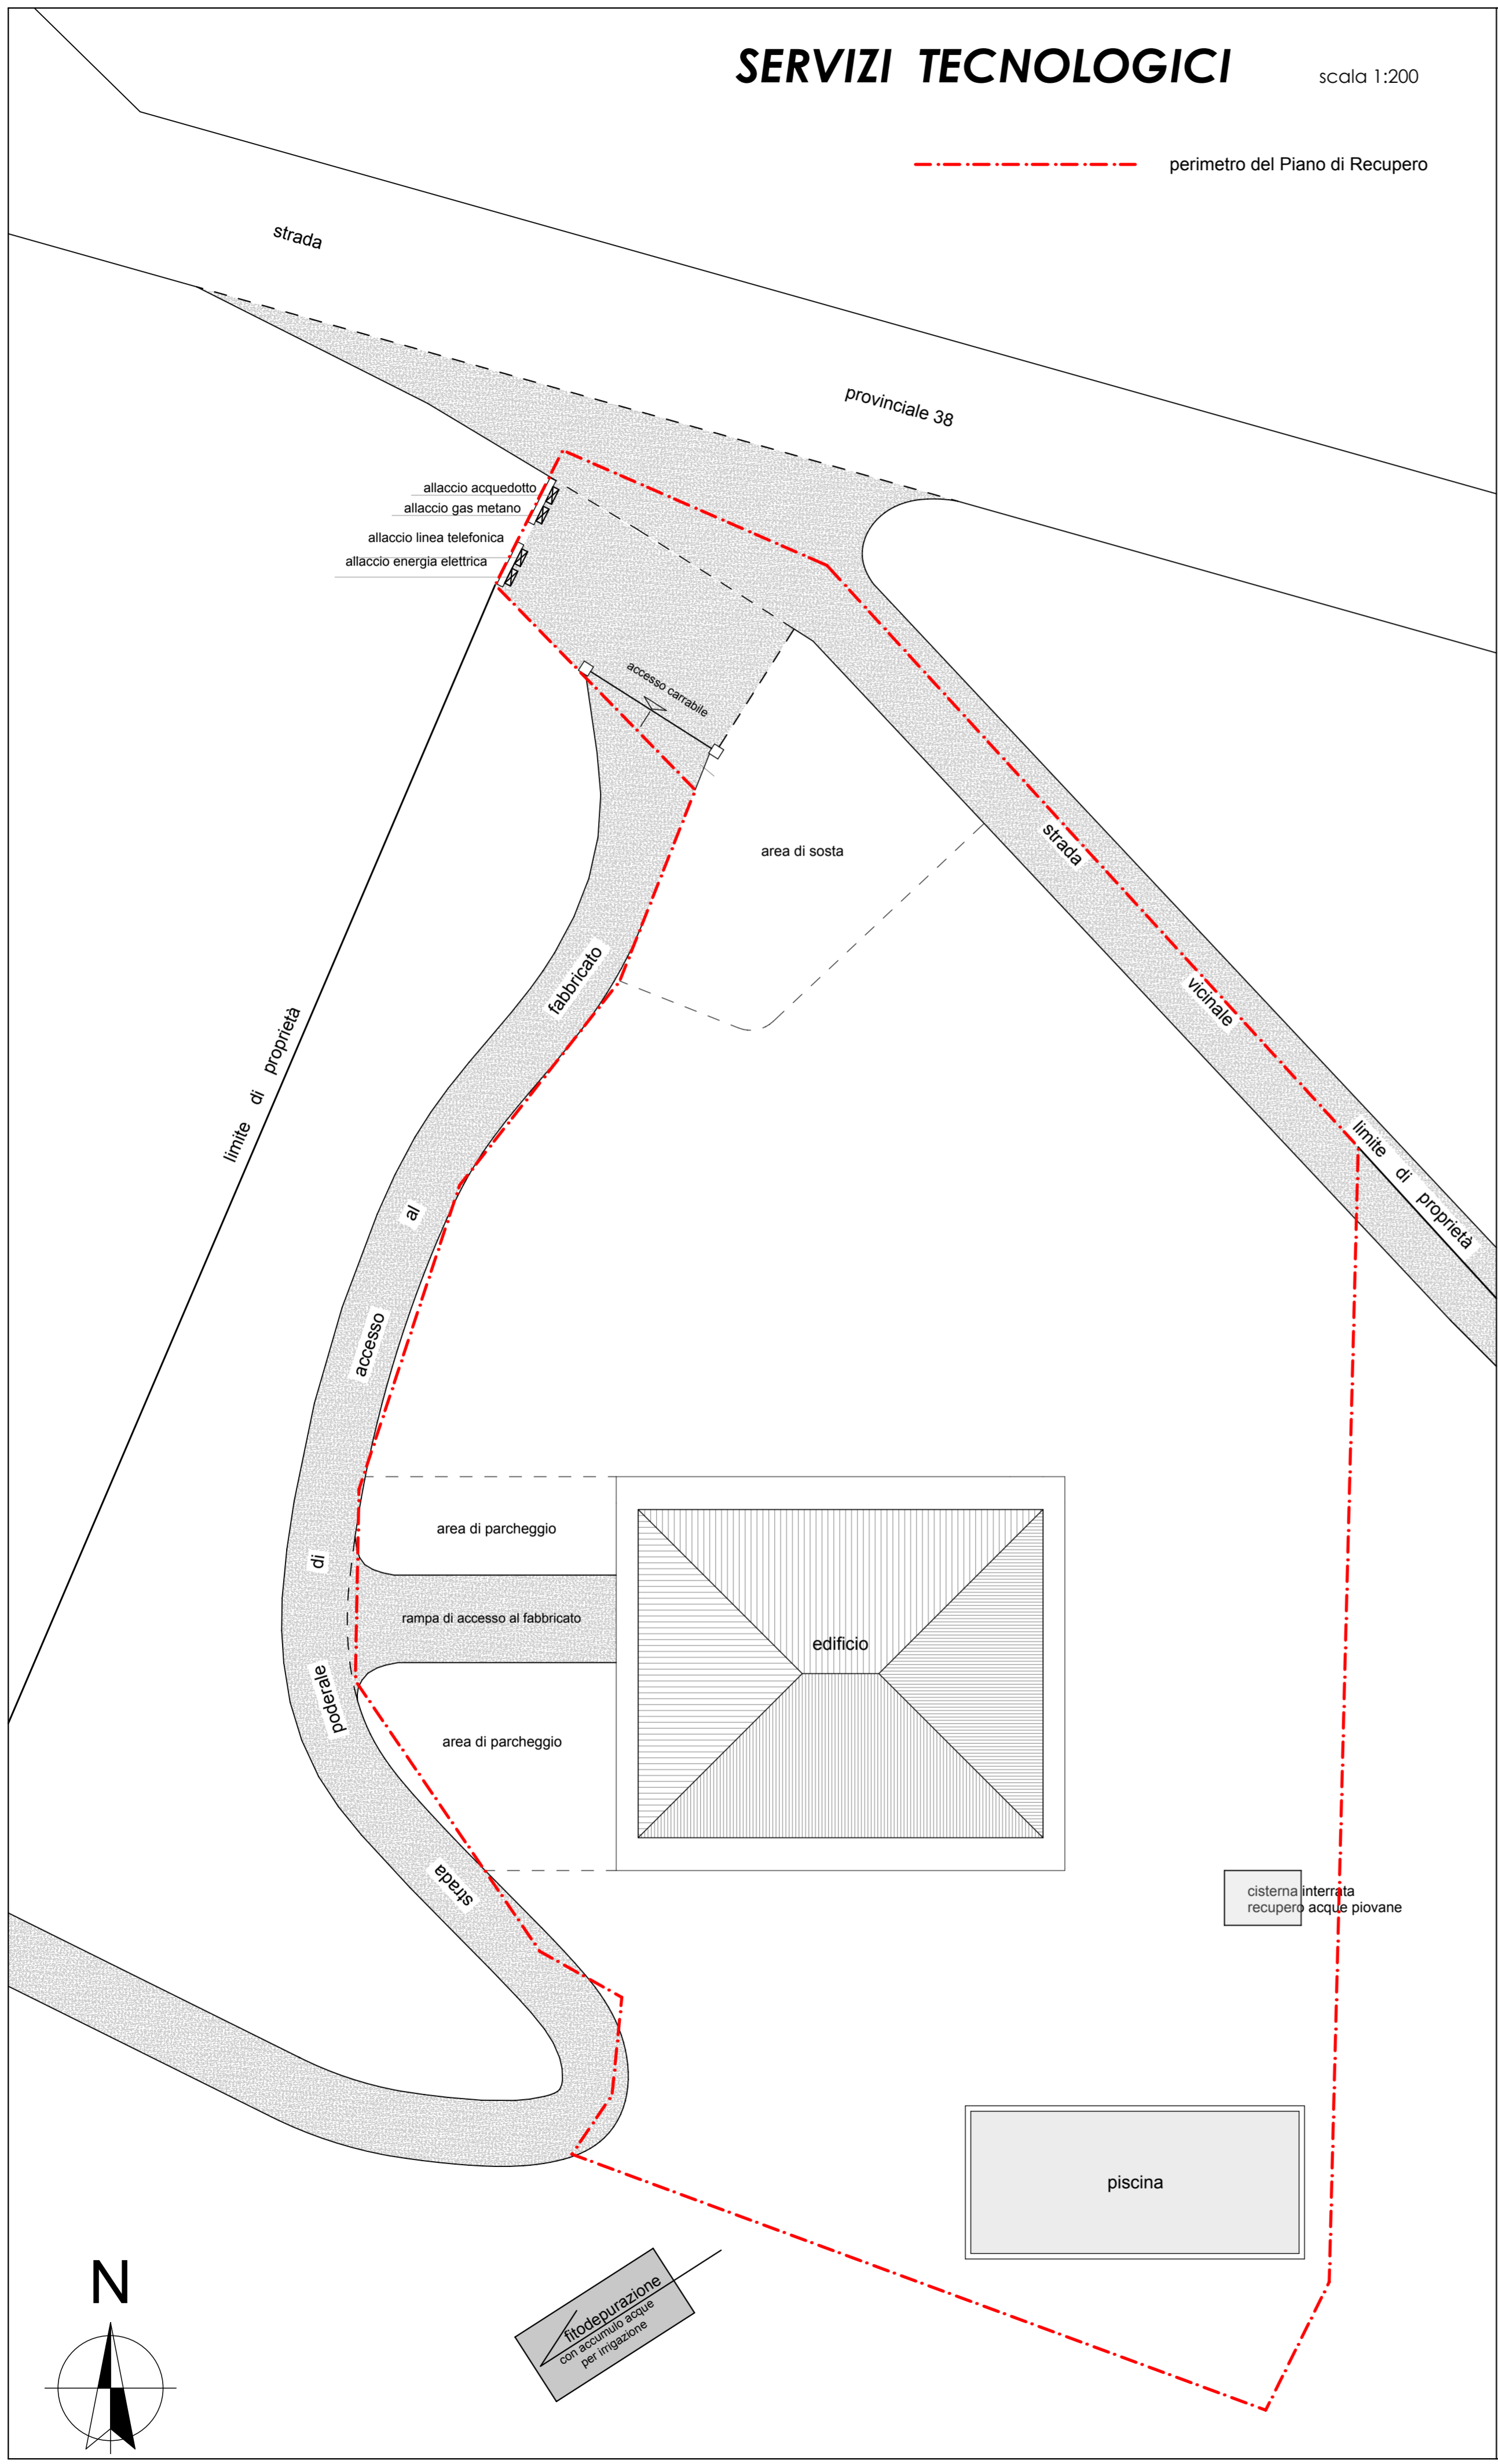 SERVIZI TECNOLOGICI
scala 1:200
perimetro del Piano di Recupero
strada
provinciale 38
allaccio acquedotto
allaccio gas metano
allaccio linea telefonica
allaccio energia elettrica
accesso carrabile
area di sosta
strada
vicinale
limite di proprietà
limite di proprietà
strada
poderale
di
accesso
al
fabbricato
area di parcheggio
rampa di accesso al fabbricato
area di parcheggio
edificio
cisterna interrata
recupero acque piovane
piscina
fitodepurazione
con accumulo acque
per irrigazione
N